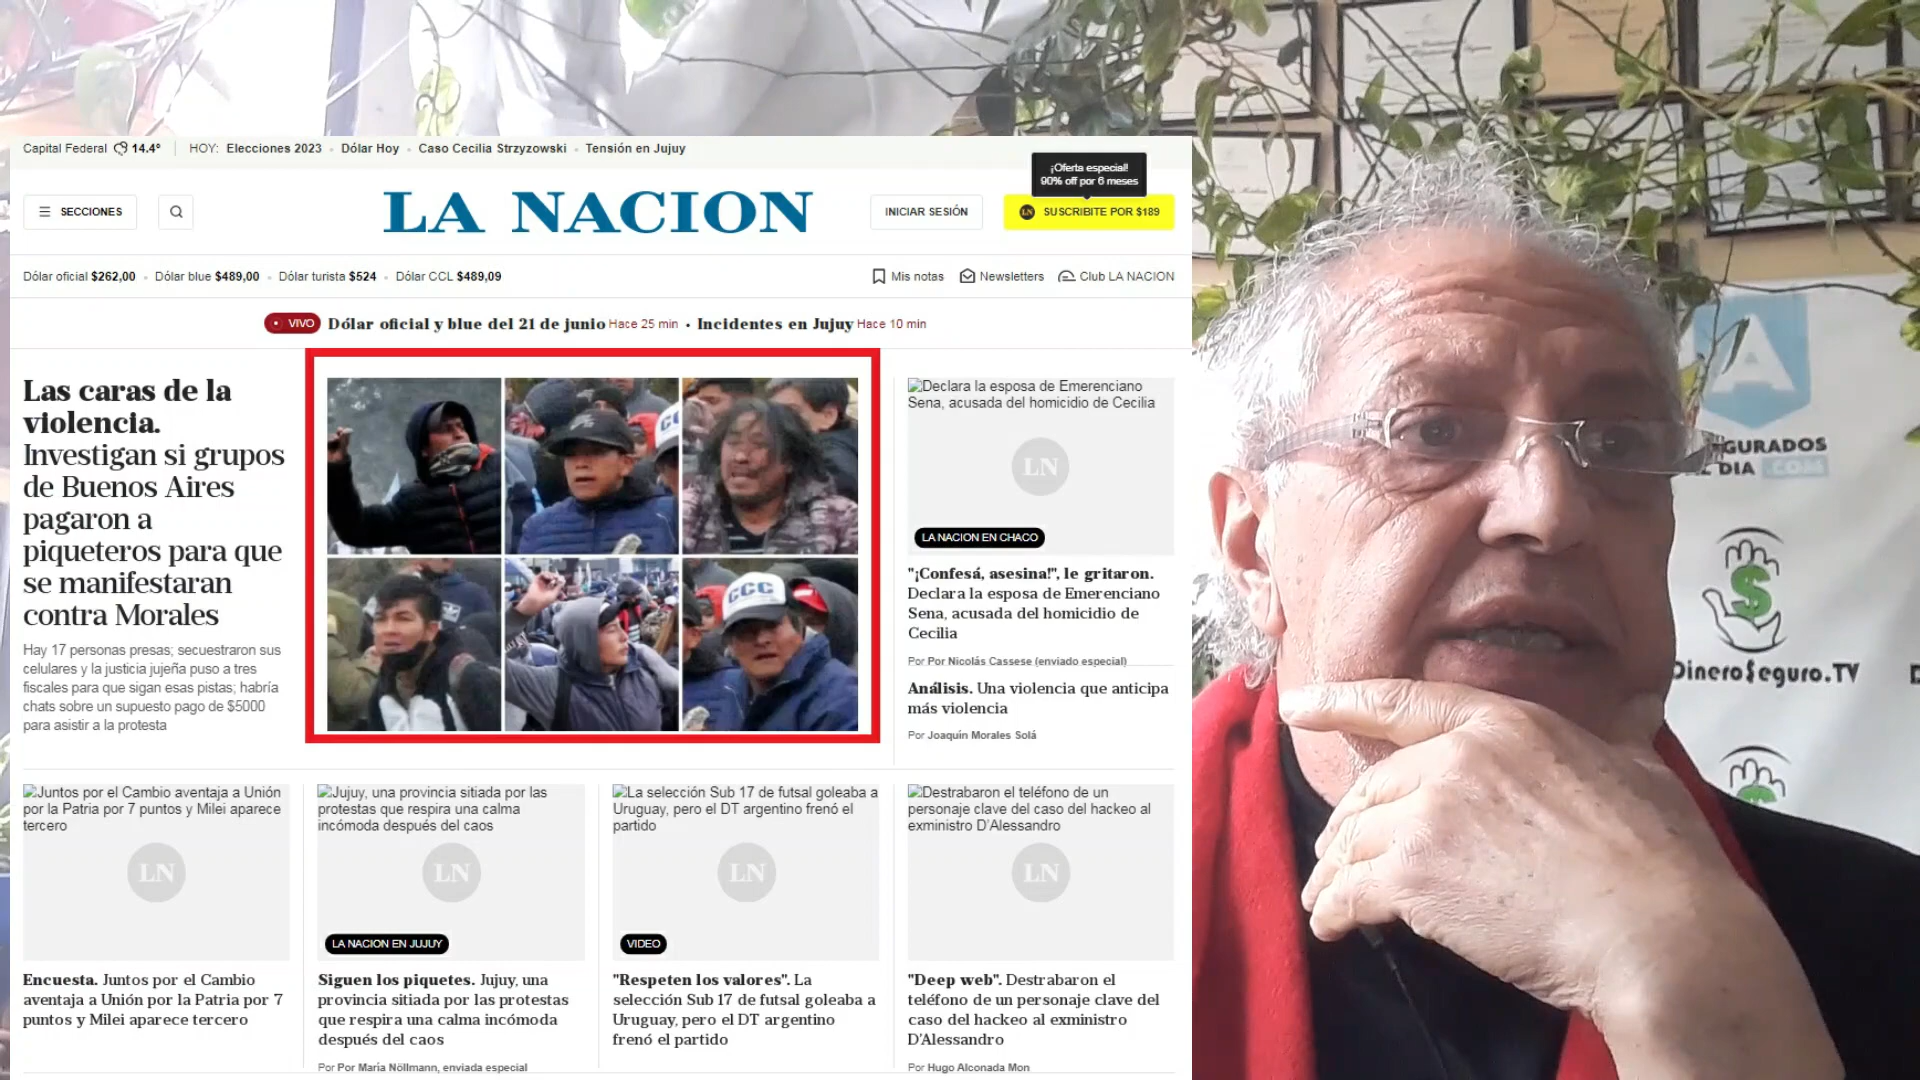 Capital Federal 14.4° HOY: Elecciones 2023 • Dólar Hoy • Caso Cecilia Strzyzowski • Tensión en Jujuy
¡Oferta especial!
90% off por 6 meses
SECCIONES
LA NACION
INICIAR SESIÓN
LN SUSCRIBITE POR $189
Dólar oficial $262,00 • Dólar blue $489,00 • Dólar turista $524 • Dólar CCL $489,09
Mis notas Newsletters Club LA NACION
VIVO Dólar oficial y blue del 21 de junio Hace 25 min • Incidentes en Jujuy Hace 10 min
Las caras de la
violencia.
Investigan si grupos
de Buenos Aires
pagaron a
piqueteros para que
se manifestaran
contra Morales
Hay 17 personas presas; secuestraron sus
celulares y la justicia jujeña puso a tres
fiscales para que sigan esas pistas; habría
chats sobre un supuesto pago de $5000
para asistir a la protesta
CCC
Declara la esposa de Emerenciano
Sena, acusada del homicidio de Cecilia
LN
LA NACION EN CHACO
"¡Confesá, asesina!", le gritaron.
Declara la esposa de Emerenciano
Sena, acusada del homicidio de
Cecilia
Por Por Nicolás Cassese (enviado especial)
Análisis. Una violencia que anticipa
más violencia
Por Joaquín Morales Solá
Juntos por el Cambio aventaja a Unión
por la Patria por 7 puntos y Milei aparece
tercero
LN
Encuesta. Juntos por el Cambio
aventaja a Unión por la Patria por 7
puntos y Milei aparece tercero
Jujuy, una provincia sitiada por las
protestas que respira una calma
incómoda después del caos
LN
LA NACION EN JUJUY
Siguen los piquetes. Jujuy, una
provincia sitiada por las protestas
que respira una calma incómoda
después del caos
Por Por María Nöllmann, enviada especial
La selección Sub 17 de futsal goleaba a
Uruguay, pero el DT argentino frenó el
partido
LN
VIDEO
"Respeten los valores". La
selección Sub 17 de futsal goleaba a
Uruguay, pero el DT argentino
frenó el partido
Destrabaron el teléfono de un
personaje clave del caso del hackeo al
exministro D'Alessandro
LN
"Deep web". Destrabaron el
teléfono de un personaje clave del
caso del hackeo al exministro
D'Alessandro
Por Hugo Alconada Mon
A
GURADOS
DIA .COM
$
DineroSeguro.TV